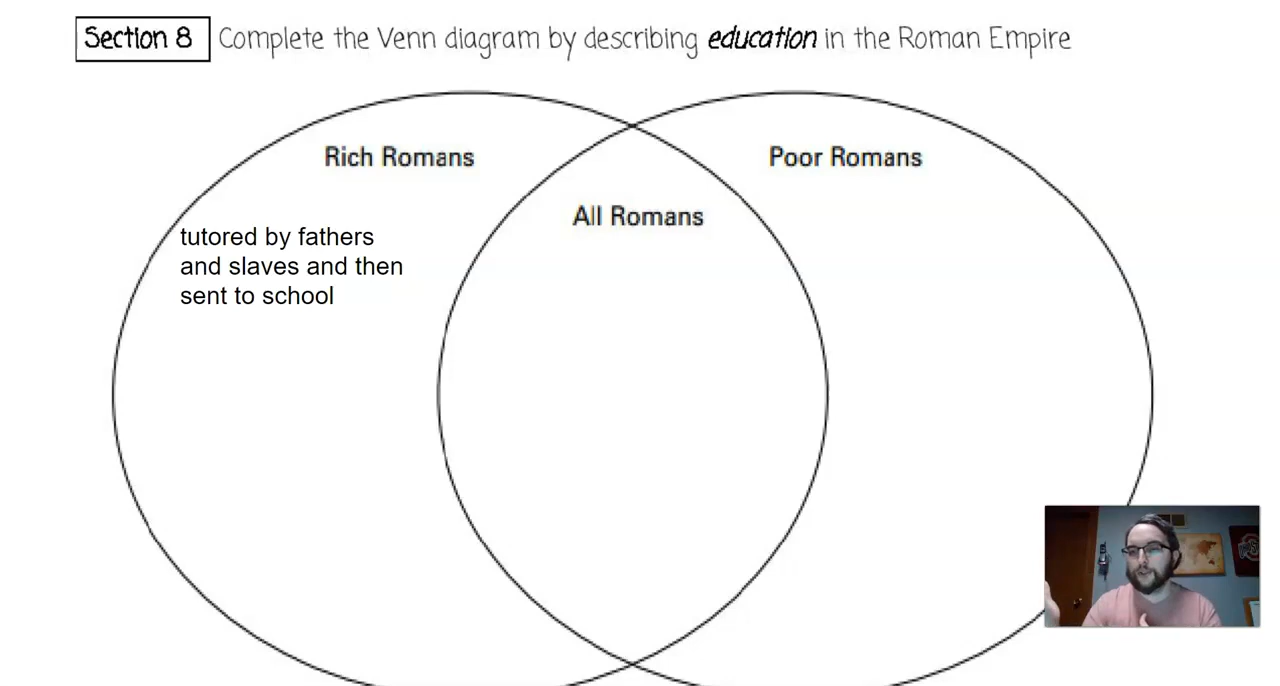 Section 8 Complete the Venn diagram by describing education in the Roman Empire
Rich Romans
Poor Romans
All Romans
tutored by fathers
and slaves and then
sent to school